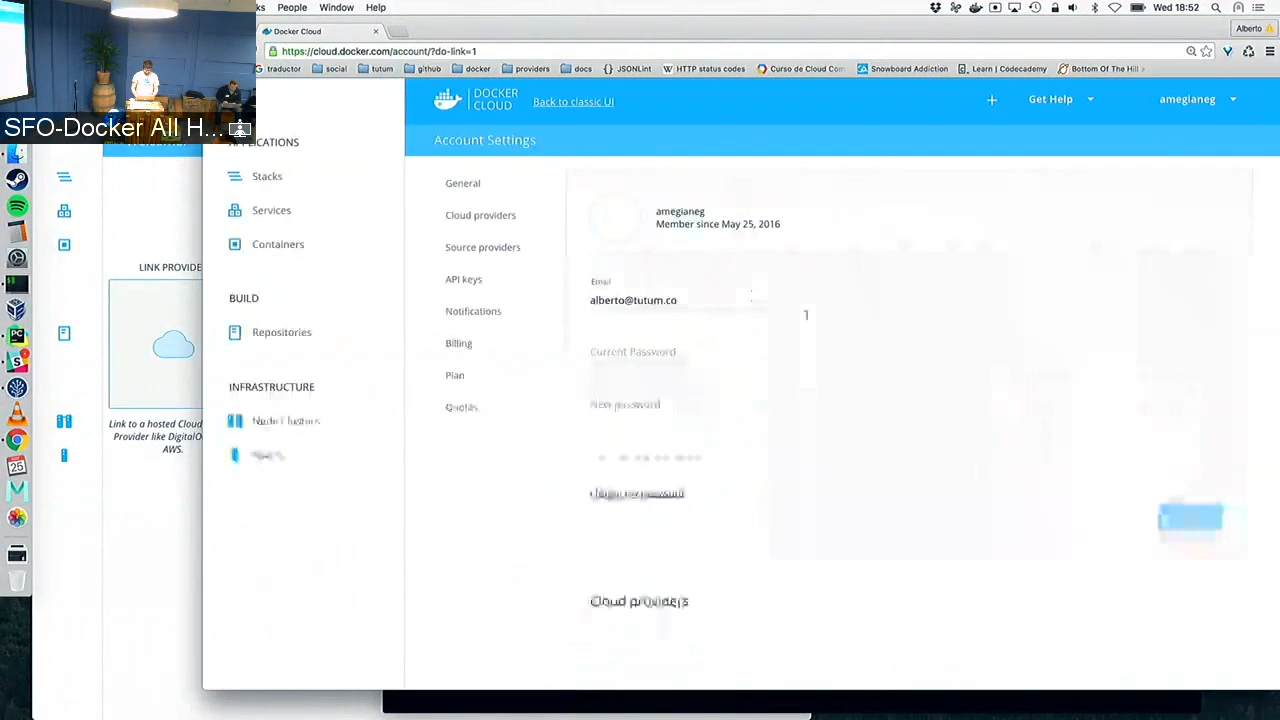 ks People Window Help
Wed 18:52
Docker Cloud
Alberto
https://cloud.docker.com/account/?do-link=1
traductor social tutum github docker providers docs JSONLint HTTP status codes Curso de Cloud Com Snowboard Addiction Learn | Codecademy Bottom Of The Hill
SFO-Docker All H...
DOCKER
CLOUD
Back to classic UI
Get Help
amegianeg
Account Settings
APPLICATIONS
Stacks
Services
Containers
BUILD
Repositories
INFRASTRUCTURE
Node Clusters
General
Cloud providers
Source providers
API keys
Notifications
Billing
Plan
amegianeg
Member since May 25, 2016
Email
alberto@tutum.co
Current Password
New password
Cloud providers
LINK PROVIDE
Link to a hosted Cloud
Provider like DigitalO
AWS.
25